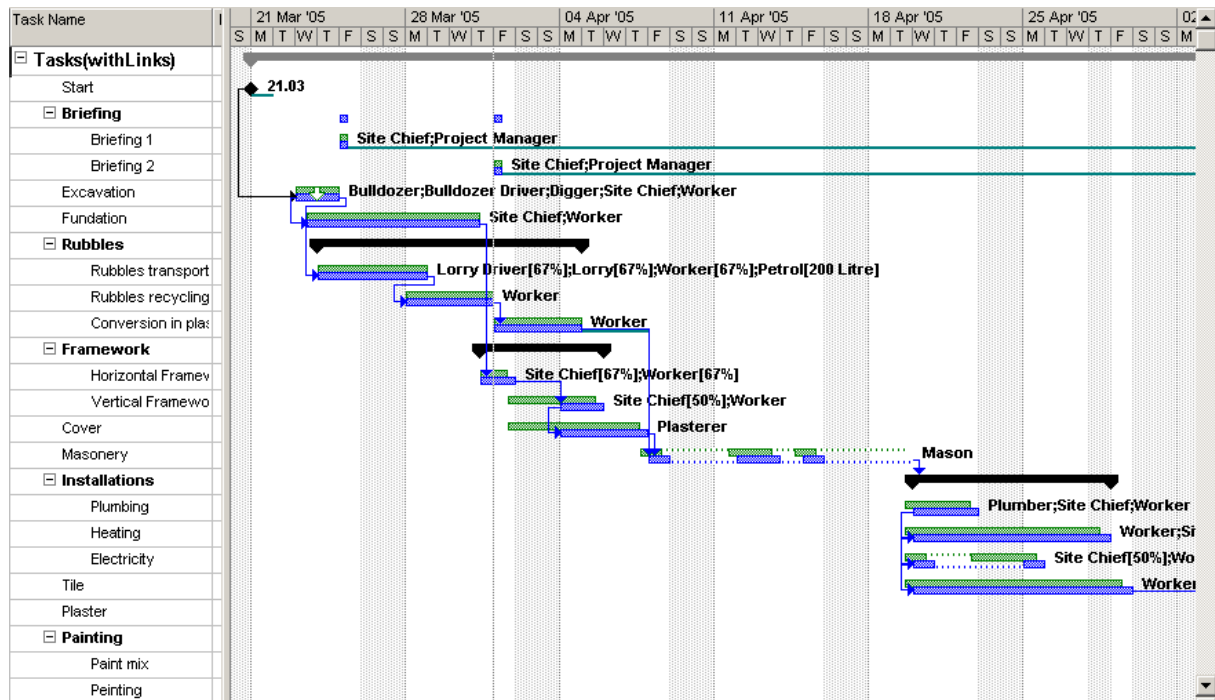 Task Name
21 Mar '05 28 Mar '05 04 Apr '05 11 Apr '05 18 Apr '05 25 Apr '05 02
S M T W T F S S M T W T F S S M T W T F S S M T W T F S S M T W T F S S M T W T F S S M
Tasks(withLinks)
Start 21.03
Briefing
Briefing 1 Site Chief;Project Manager
Briefing 2 Site Chief;Project Manager
Excavation Bulldozer;Bulldozer Driver;Digger;Site Chief;Worker
Fundation Site Chief;Worker
Rubbles
Rubbles transport Lorry Driver[67%];Lorry[67%];Worker[67%];Petrol[200 Litre]
Rubbles recycling Worker
Conversion in plas Worker
Framework
Horizontal Framew Site Chief[67%];Worker[67%]
Vertical Framewo Site Chief[50%];Worker
Cover Plasterer
Masonery Mason
Installations
Plumbing Plumber;Site Chief;Worker
Heating Worker;Si
Electricity Site Chief[50%];Wo
Tile Worker
Plaster
Painting
Paint mix
Peinting